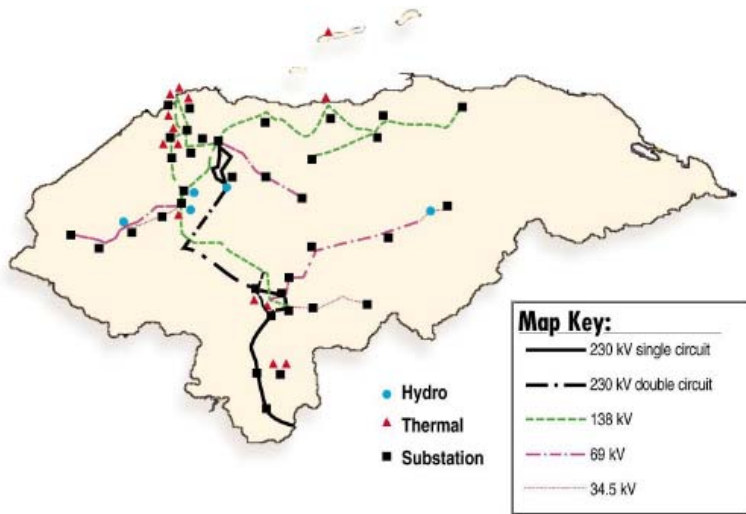 Map Key:
230 kV single circuit
230 kV double circuit
138 kV
69 kV
34.5 kV
Hydro
Thermal
Substation